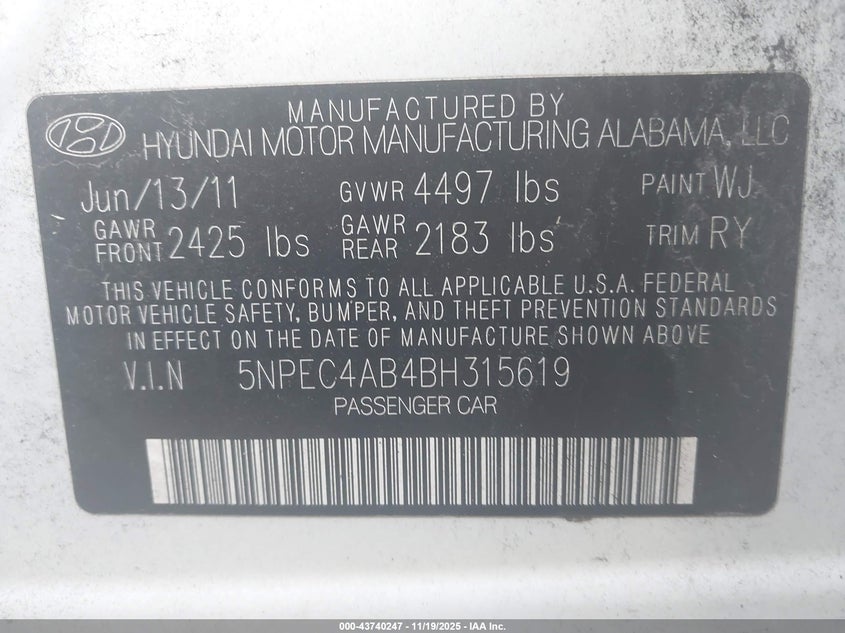 MANUFACTURED BY
HYUNDAI MOTOR MANUFACTURING ALABAMA, LLC
Jun/13/11 GVWR 4497 lbs PAINT WJ
GAWR FRONT 2425 lbs GAWR REAR 2183 lbs TRIM RY
THIS VEHICLE CONFORMS TO ALL APPLICABLE U.S.A. FEDERAL
MOTOR VEHICLE SAFETY, BUMPER, AND THEFT PREVENTION STANDARDS
IN EFFECT ON THE DATE OF MANUFACTURE SHOWN ABOVE
V.I.N 5NPEC4AB4BH315619
PASSENGER CAR
000-43740247 - 11/19/2025 - IAA Inc.